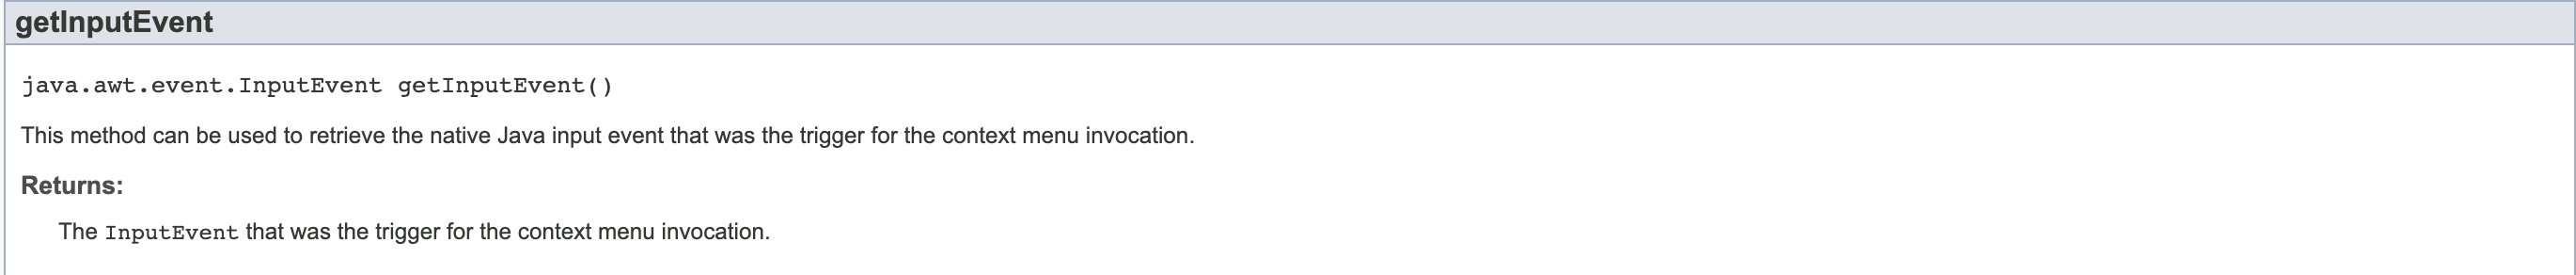 getInputEvent
java.awt.event.InputEvent getInputEvent()
This method can be used to retrieve the native Java input event that was the trigger for the context menu invocation.
Returns:
The InputEvent that was the trigger for the context menu invocation.